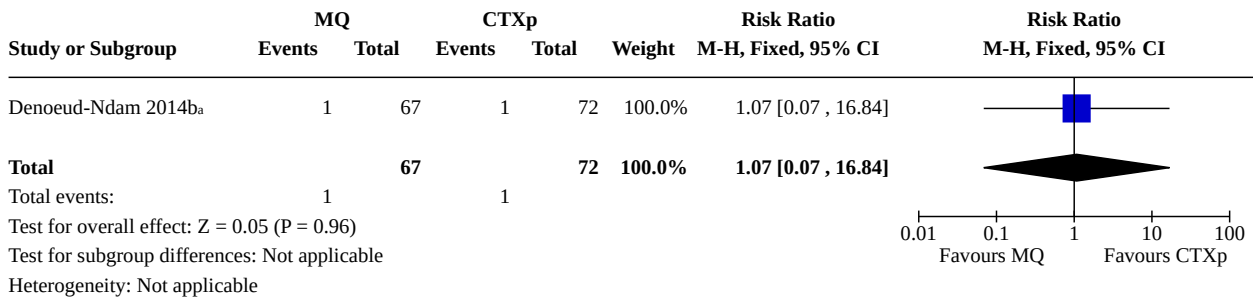 MQ CTXp Risk Ratio Risk Ratio
Study or Subgroup Events Total Events Total Weight M-H, Fixed, 95% CI M-H, Fixed, 95% CI
Denoeud-Ndam 2014ba 1 67 1 72 100.0% 1.07 [0.07 , 16.84]
Total 67 72 100.0% 1.07 [0.07 , 16.84]
Total events: 1 1
Test for overall effect: Z = 0.05 (P = 0.96)
Test for subgroup differences: Not applicable
Heterogeneity: Not applicable
0.01 0.1 1 10 100
Favours MQ Favours CTXp